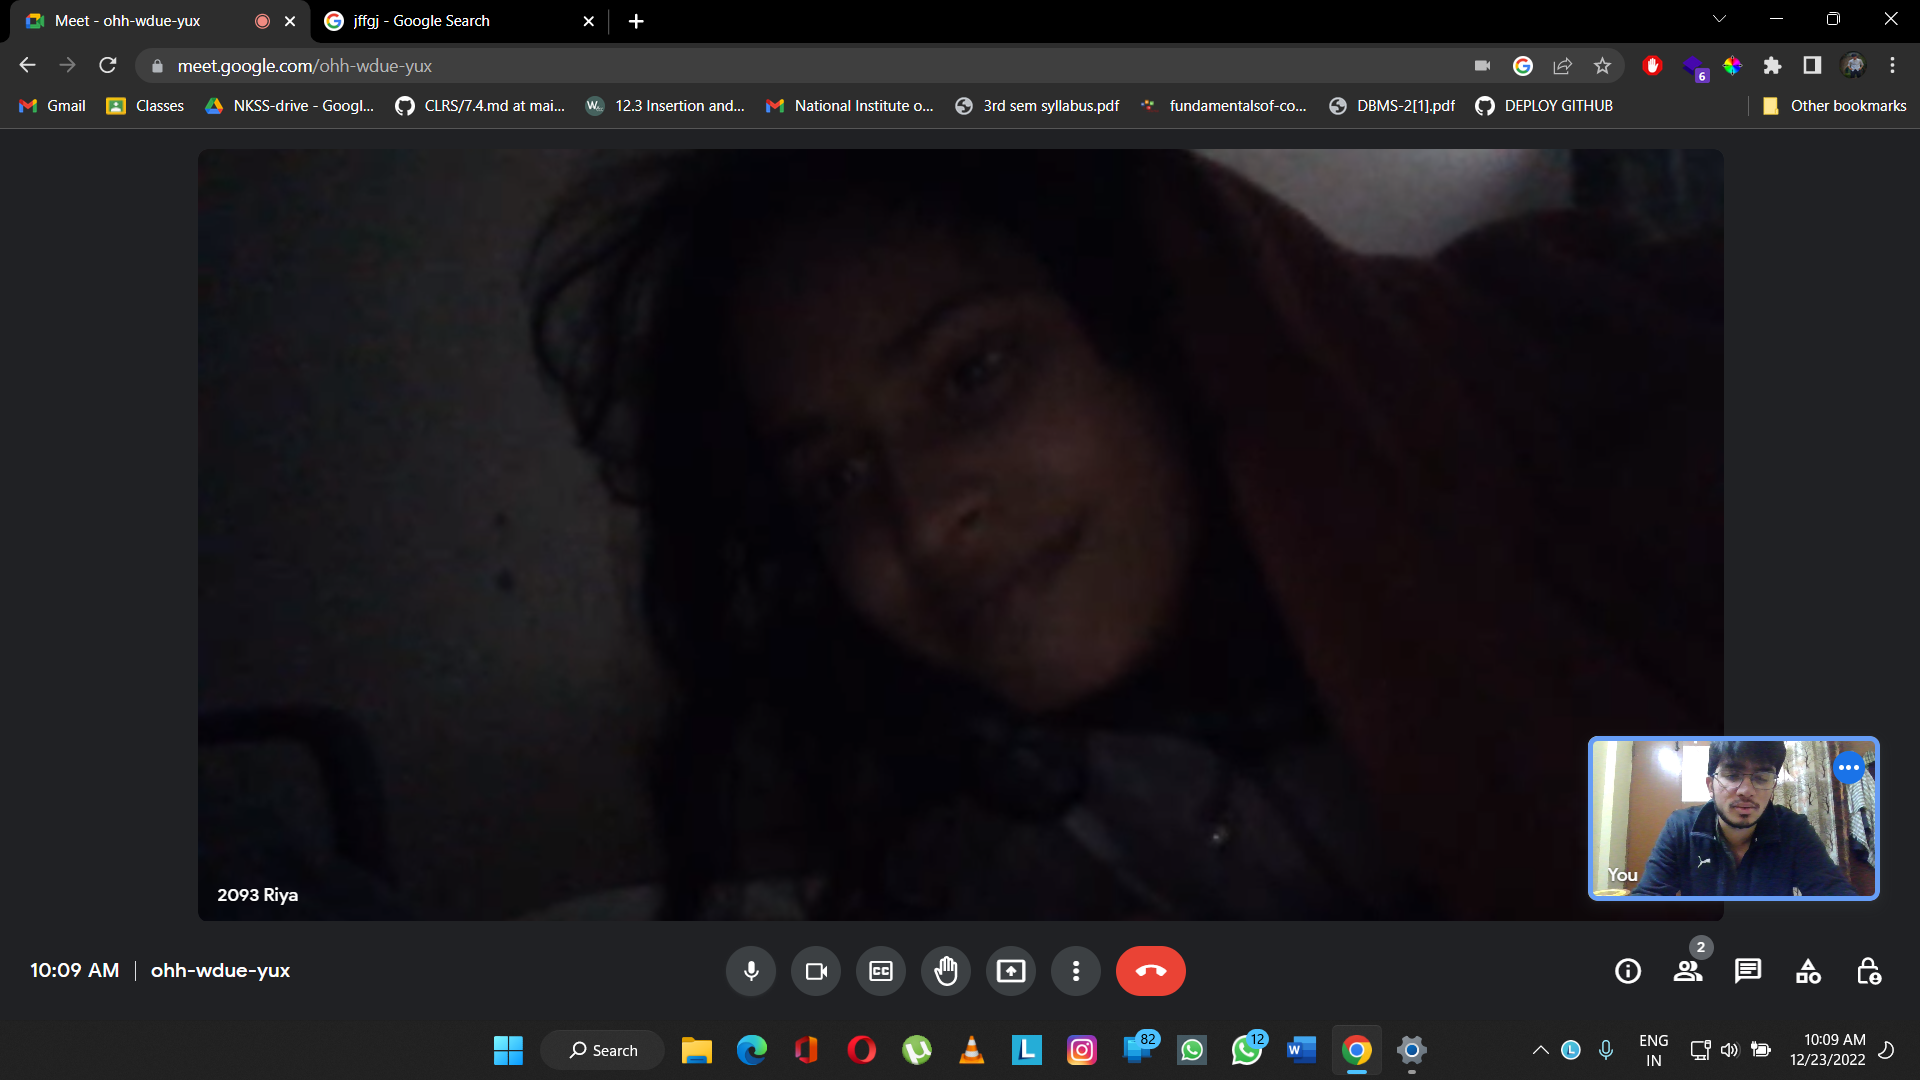 Meet - ohh-wdue-yux
jffgj - Google Search
meet.google.com/ohh-wdue-yux
6
Gmail
Classes
NKSS-drive - Googl...
CLRS/7.4.md at mai...
12.3 Insertion and...
National Institute o...
3rd sem syllabus.pdf
fundamentalsof-co...
DBMS-2[1].pdf
DEPLOY GITHUB
Other bookmarks
2093 Riya
You
10:09 AM | ohh-wdue-yux
CC
2
Search
L
82
12
W
L
ENG
IN
10:09 AM
12/23/2022